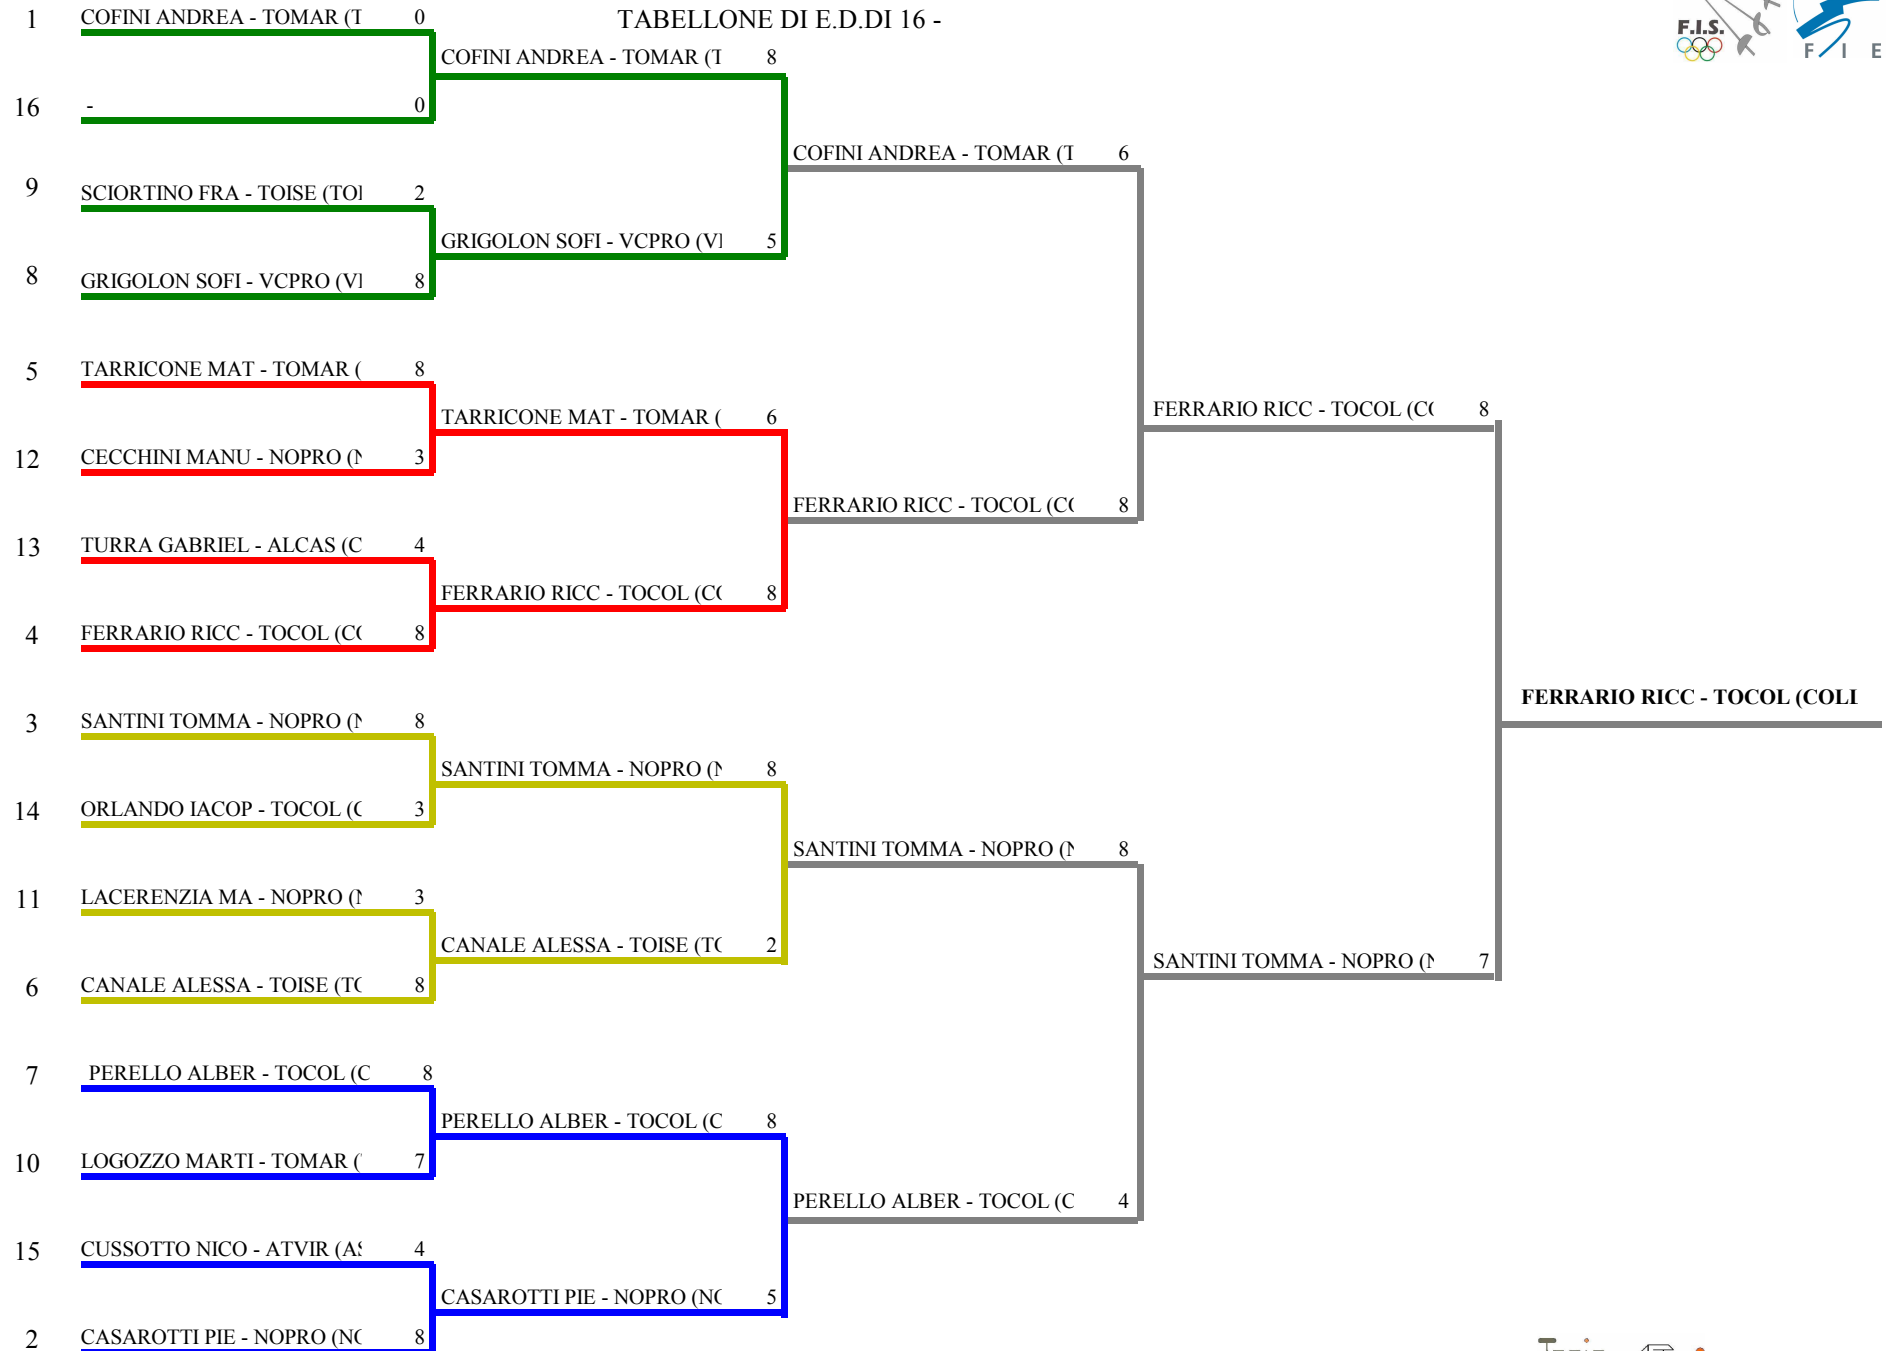 TABELLONE DI E.D.DI 16 -
F.I.S.
F I E
1 COFINI ANDREA - TOMAR (T 0
COFINI ANDREA - TOMAR (T 8
16 - 0
COFINI ANDREA - TOMAR (T 6
9 SCIORTINO FRA - TOISE (TO 2
GRIGOLON SOFI - VCPRO (V 5
8 GRIGOLON SOFI - VCPRO (V 8
5 TARRICONE MAT - TOMAR ( 8
FERRARIO RICC - TOCOL (C 8
TARRICONE MAT - TOMAR ( 6
12 CECCHINI MANU - NOPRO (N 3
FERRARIO RICC - TOCOL (C 8
13 TURRA GABRIEL - ALCAS (C 4
FERRARIO RICC - TOCOL (C 8
4 FERRARIO RICC - TOCOL (C 8
FERRARIO RICC - TOCOL (COLI
3 SANTINI TOMMA - NOPRO (N 8
SANTINI TOMMA - NOPRO (N 8
14 ORLANDO IACOP - TOCOL (C 3
SANTINI TOMMA - NOPRO (N 8
11 LACERENZIA MA - NOPRO (N 3
CANALE ALESSA - TOISE (T 2
SANTINI TOMMA - NOPRO (N 7
6 CANALE ALESSA - TOISE (T 8
7 PERELLO ALBER - TOCOL (C 8
PERELLO ALBER - TOCOL (C 8
10 LOGOZZO MARTI - TOMAR ( 7
PERELLO ALBER - TOCOL (C 4
15 CUSSOTTO NICO - ATVIR (A 4
CASAROTTI PIE - NOPRO (N 5
2 CASAROTTI PIE - NOPRO (N 8